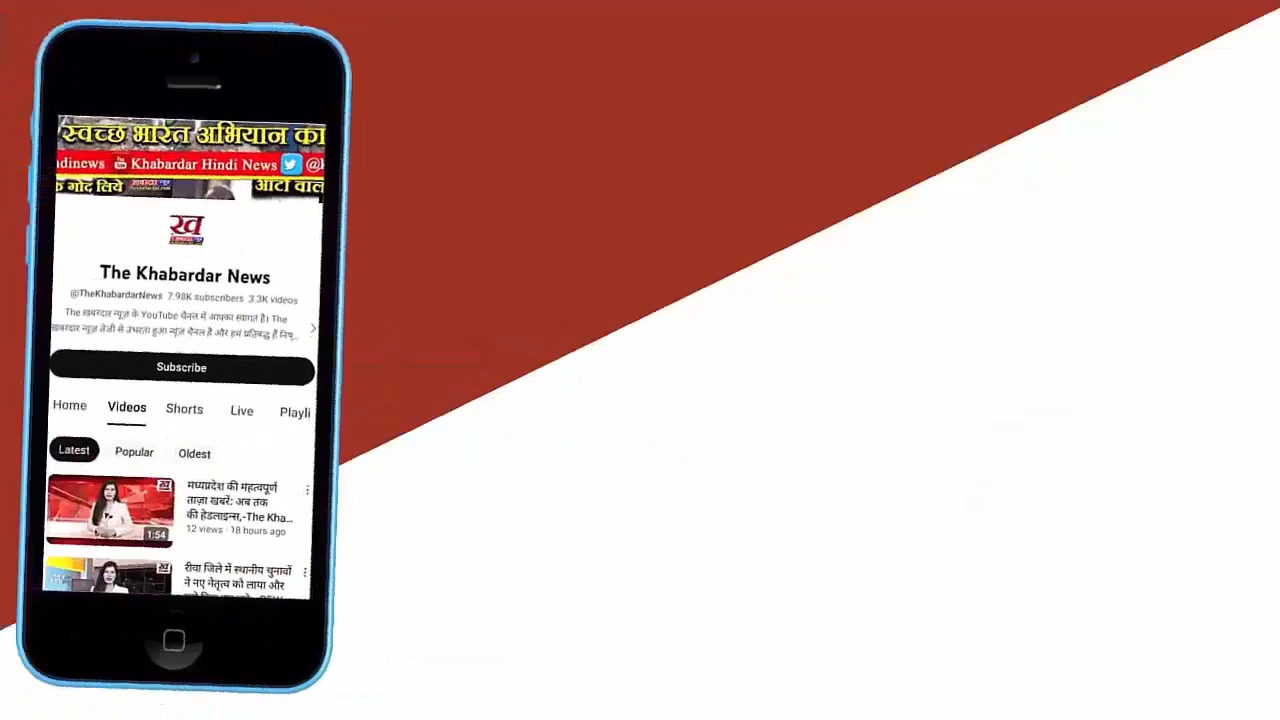 स्वच्छ भारत अभियान का
dinews Khabardar Hindi News
क गोद लिये
आटो वाल
ख
The Khabardar News
@TheKhabardarNews 7.98K subscribers 3.3K videos
The ख़बरदार न्यूज़ के YouTube चैनल में आपका स्वागत है। The
ख़बरदार न्यूज़ तेजी से उभरता हुआ न्यूज़ चैनल है और हमं प्रतिबद्ध हैं निष्...
Subscribe
Home Videos Shorts Live Playli
Latest Popular Oldest
मध्यप्रदेश की महत्वपूर्ण
ताज़ा खबरें: अब तक
की हेडलाइन्स,-The Kha...
12 views · 18 hours ago
1:54
रीवा जिले में स्थानीय चुनावों
ने नए नेतृत्व को लाया और